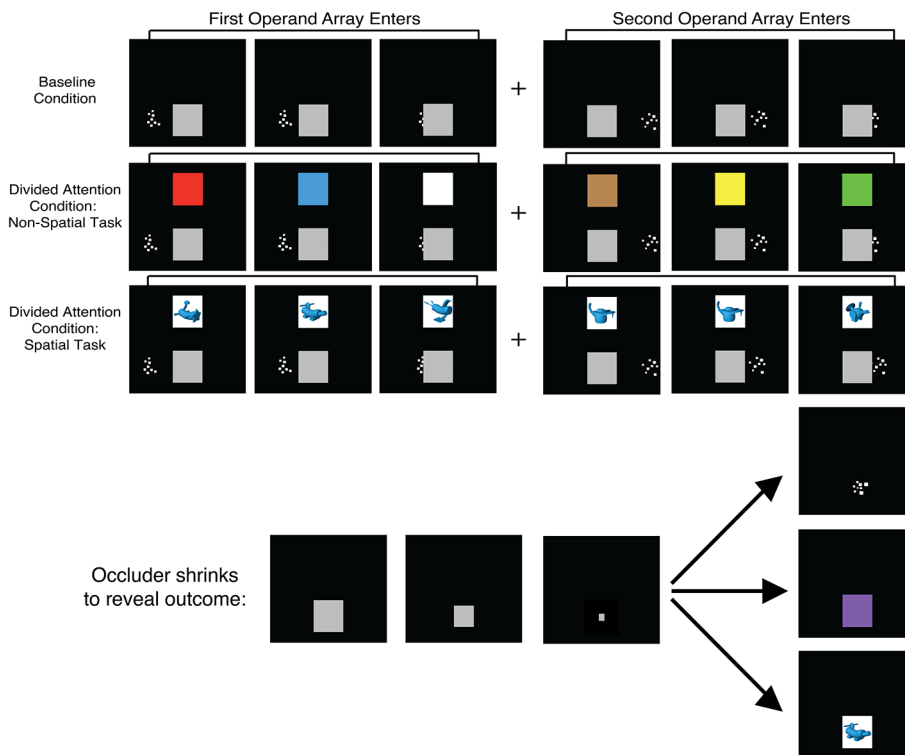 First Operand Array Enters
Second Operand Array Enters
Baseline
Condition
+
Divided Attention
Condition:
Non-Spatial Task
+
Divided Attention
Condition:
Spatial Task
+
Occluder shrinks
to reveal outcome: